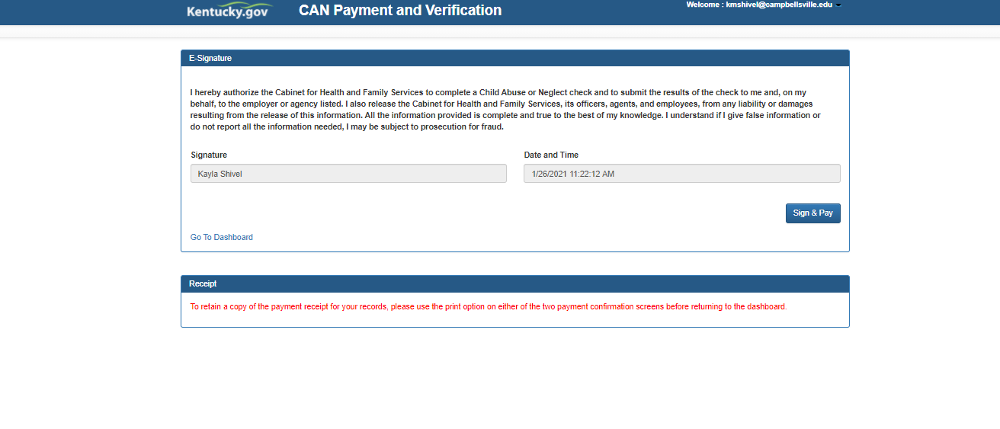 Kentucky.gov CAN Payment and Verification Welcome : kmshivel@campbellsville.edu
E-Signature
I hereby authorize the Cabinet for Health and Family Services to complete a Child Abuse or Neglect check and to submit the results of the check to me and, on my
behalf, to the employer or agency listed. I also release the Cabinet for Health and Family Services, its officers, agents, and employees, from any liability or damages
resulting from the release of this information. All the information provided is complete and true to the best of my knowledge. I understand if I give false information or
do not report all the information needed, I may be subject to prosecution for fraud.
Signature Date and Time
Kayla Shivel 1/26/2021 11:22:12 AM
Sign & Pay
Go To Dashboard
Receipt
To retain a copy of the payment receipt for your records, please use the print option on either of the two payment confirmation screens before returning to the dashboard.